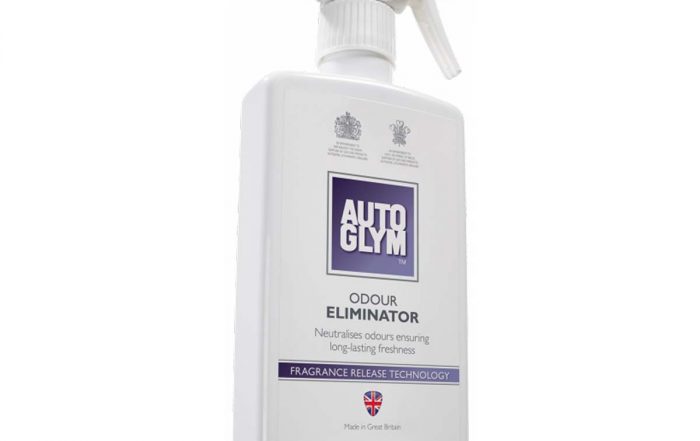 AUTO
GLYM
TM
ODOUR
ELIMINATOR
Neutralises odours ensuring
long-lasting freshness
FRAGRANCE RELEASE TECHNOLOGY
Made in Great Britain